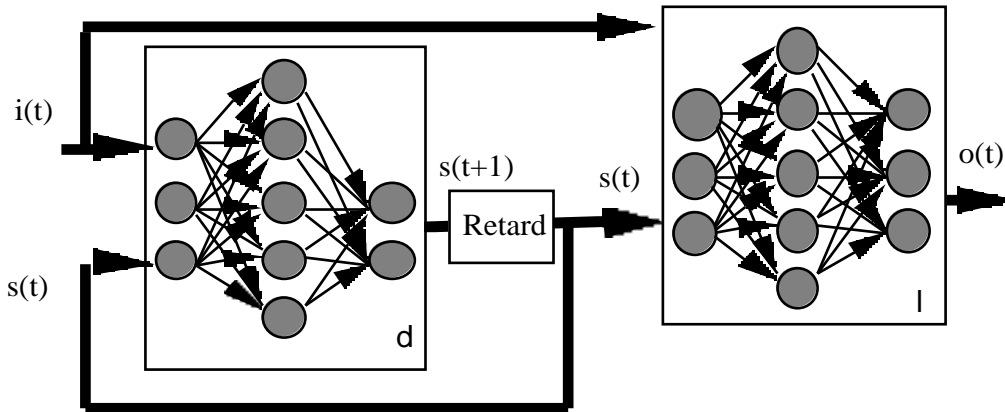 i(t)
s(t)
d
s(t+1)
Retard
s(t)
l
o(t)